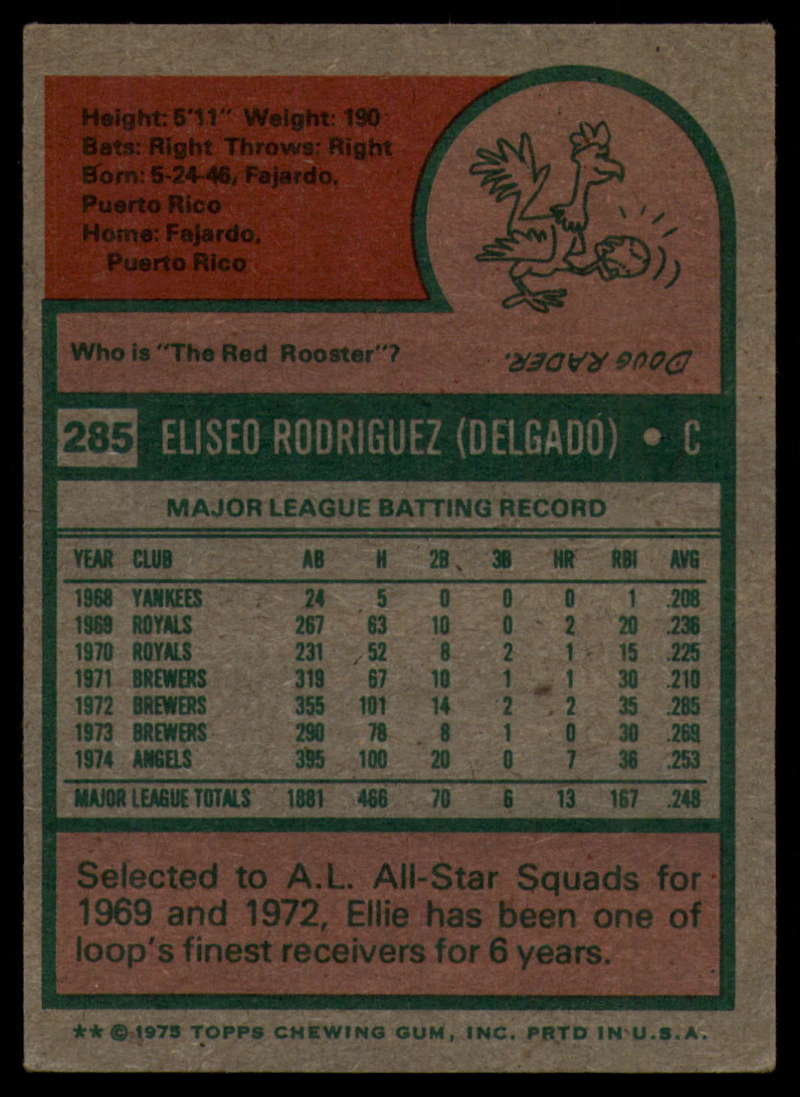 Height: 5'11" Weight: 190
Bats: Right Throws: Right
Born: 5-24-46, Fajardo,
Puerto Rico
Home: Fajardo,
Puerto Rico
Who is "The Red Rooster"?
DOUG RADER.
285 ELISEO RODRIGUEZ (DELGADÓ) • C
MAJOR LEAGUE BATTING RECORD
YEAR CLUB AB H 2B 3B HR RBI AVG
1968 YANKEES 24 5 0 0 0 1 .208
1969 ROYALS 267 63 10 0 2 20 .236
1970 ROYALS 231 52 8 2 1 15 .225
1971 BREWERS 319 67 10 1 1 30 .210
1972 BREWERS 355 101 14 2 2 35 .285
1973 BREWERS 290 78 8 1 0 30 .269
1974 ANGELS 395 100 20 0 7 36 .253
MAJOR LEAGUE TOTALS 1881 466 70 6 13 167 .248
Selected to A.L. All-Star Squads for
1969 and 1972, Ellie has been one of
loop's finest receivers for 6 years.
** © 1975 TOPPS CHEWING GUM, INC. PRTD IN U.S.A.